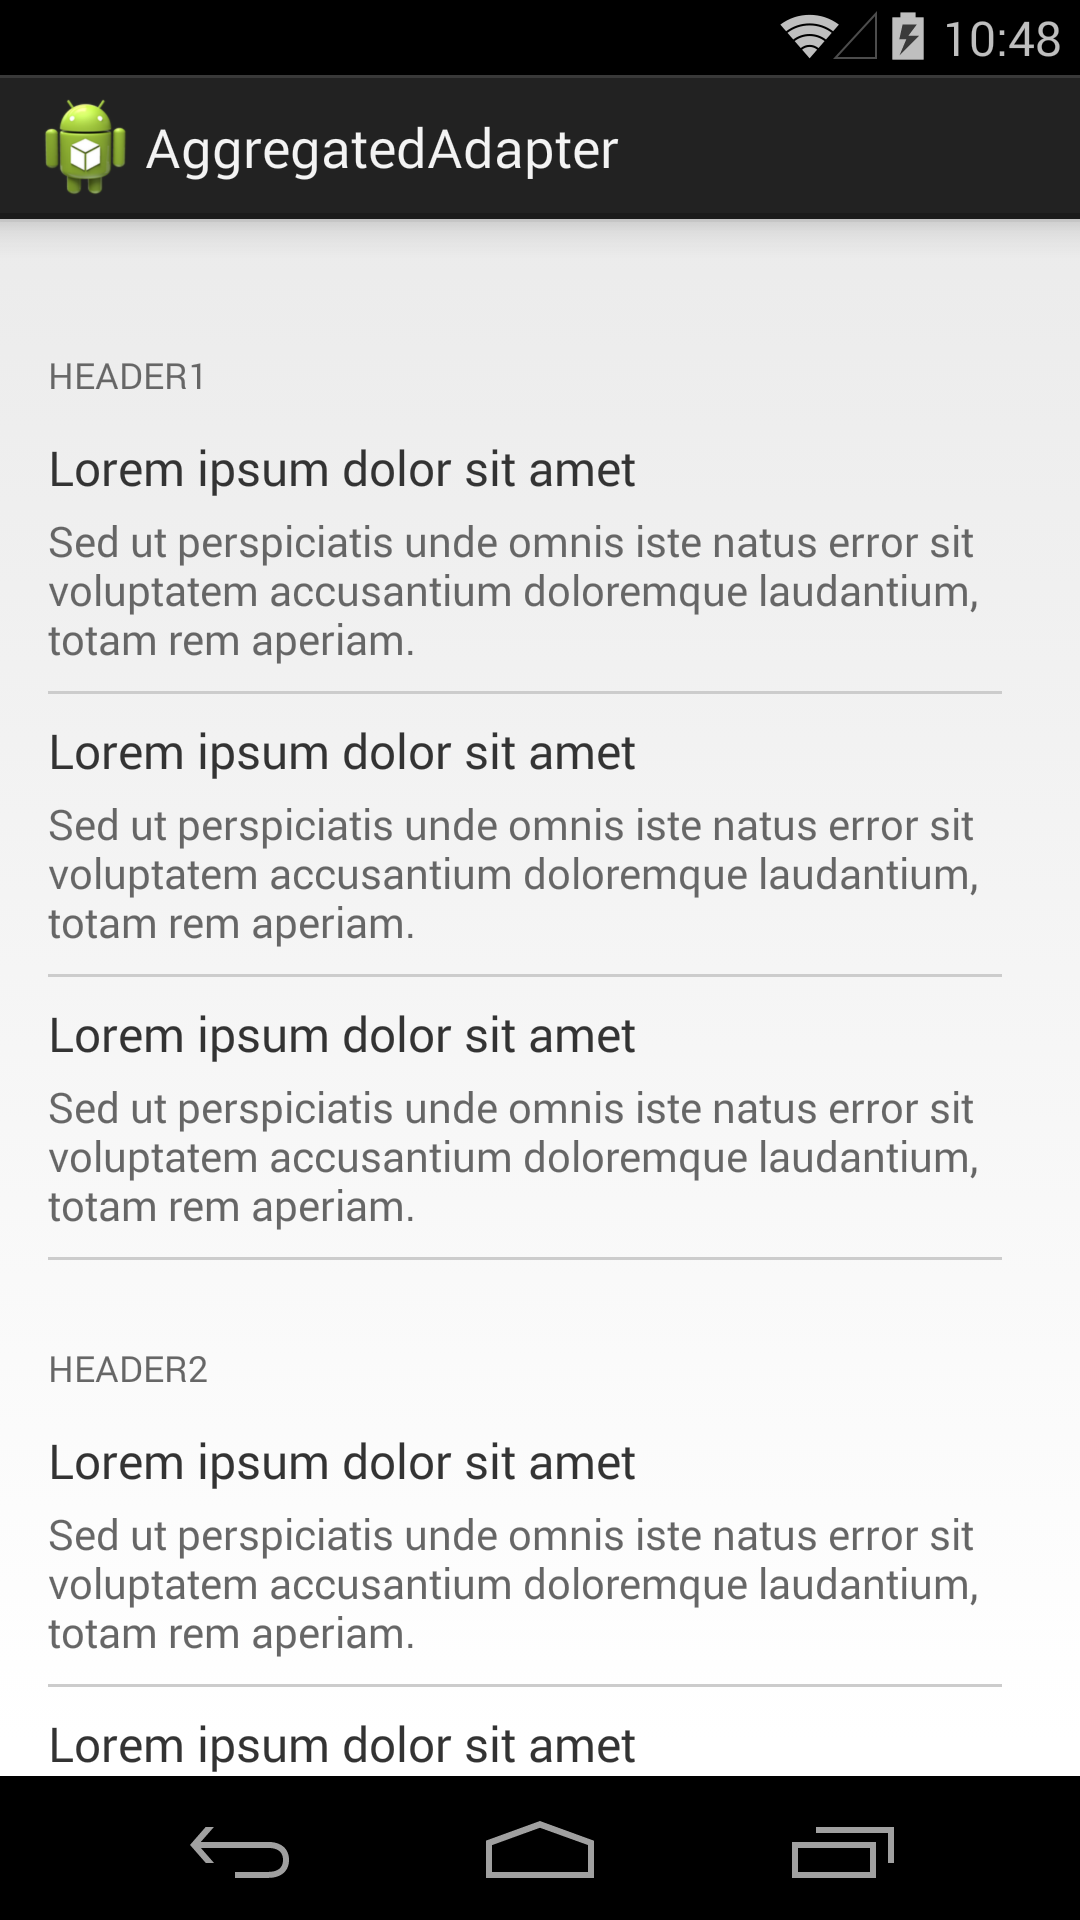 10:48
AggregatedAdapter
HEADER1
Lorem ipsum dolor sit amet
Sed ut perspiciatis unde omnis iste natus error sit
voluptatem accusantium doloremque laudantium,
totam rem aperiam.
Lorem ipsum dolor sit amet
Sed ut perspiciatis unde omnis iste natus error sit
voluptatem accusantium doloremque laudantium,
totam rem aperiam.
Lorem ipsum dolor sit amet
Sed ut perspiciatis unde omnis iste natus error sit
voluptatem accusantium doloremque laudantium,
totam rem aperiam.
HEADER2
Lorem ipsum dolor sit amet
Sed ut perspiciatis unde omnis iste natus error sit
voluptatem accusantium doloremque laudantium,
totam rem aperiam.
Lorem ipsum dolor sit amet